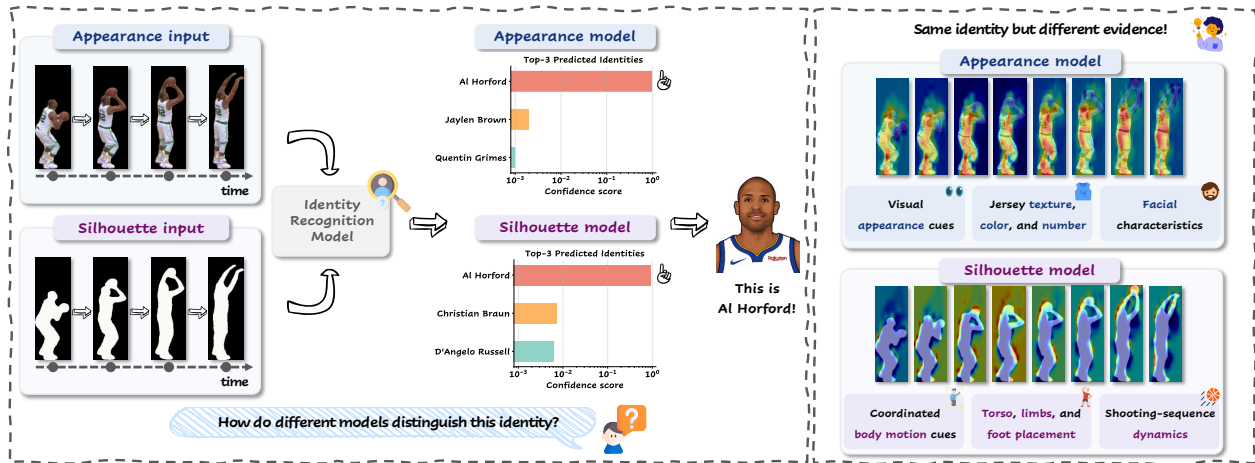 Appearance input
time
Silhouette input
time
Identity
Recognition
Model
?
Appearance model
Top-3 Predicted Identities
Al Horford
Jaylen Brown
Quentin Grimes
10⁻³ 10⁻² 10⁻¹ 10⁰
Confidence score
Silhouette model
Top-3 Predicted Identities
Al Horford
Christian Braun
D'Angelo Russell
10⁻³ 10⁻² 10⁻¹ 10⁰
Confidence score
Rakuten
This is
Al Horford!
How do different models distinguish this identity?
?
Same identity but different evidence!
Appearance model
Visual
appearance cues
4
Jersey texture,
color, and number
Facial
characteristics
Silhouette model
Coordinated
body motion cues
Torso, limbs, and
foot placement
Shooting-sequence
dynamics